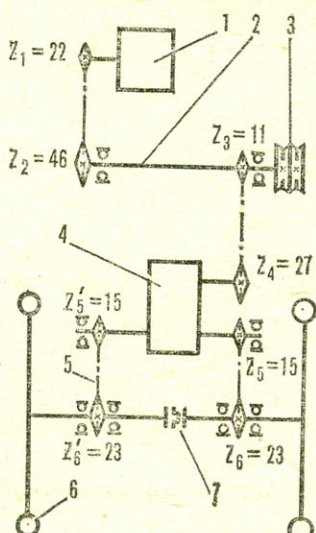 1 2 3
Z₁ = 22
Z₂ = 46
Z₃ = 11
4
Z₄ = 27
Z₅' = 15
Z₅ = 15
5
Z₆' = 23
Z₆ = 23
6
7